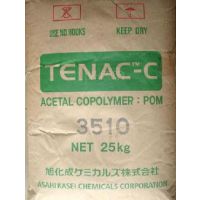 USE NO HOOKS
KEEP DRY
TENAC™-C
ACETAL COPOLYMER : POM
3510
NET 25kg
旭化成ケミカルズ株式会社
ASAHI KASEI CHEMICALS CORPORATION